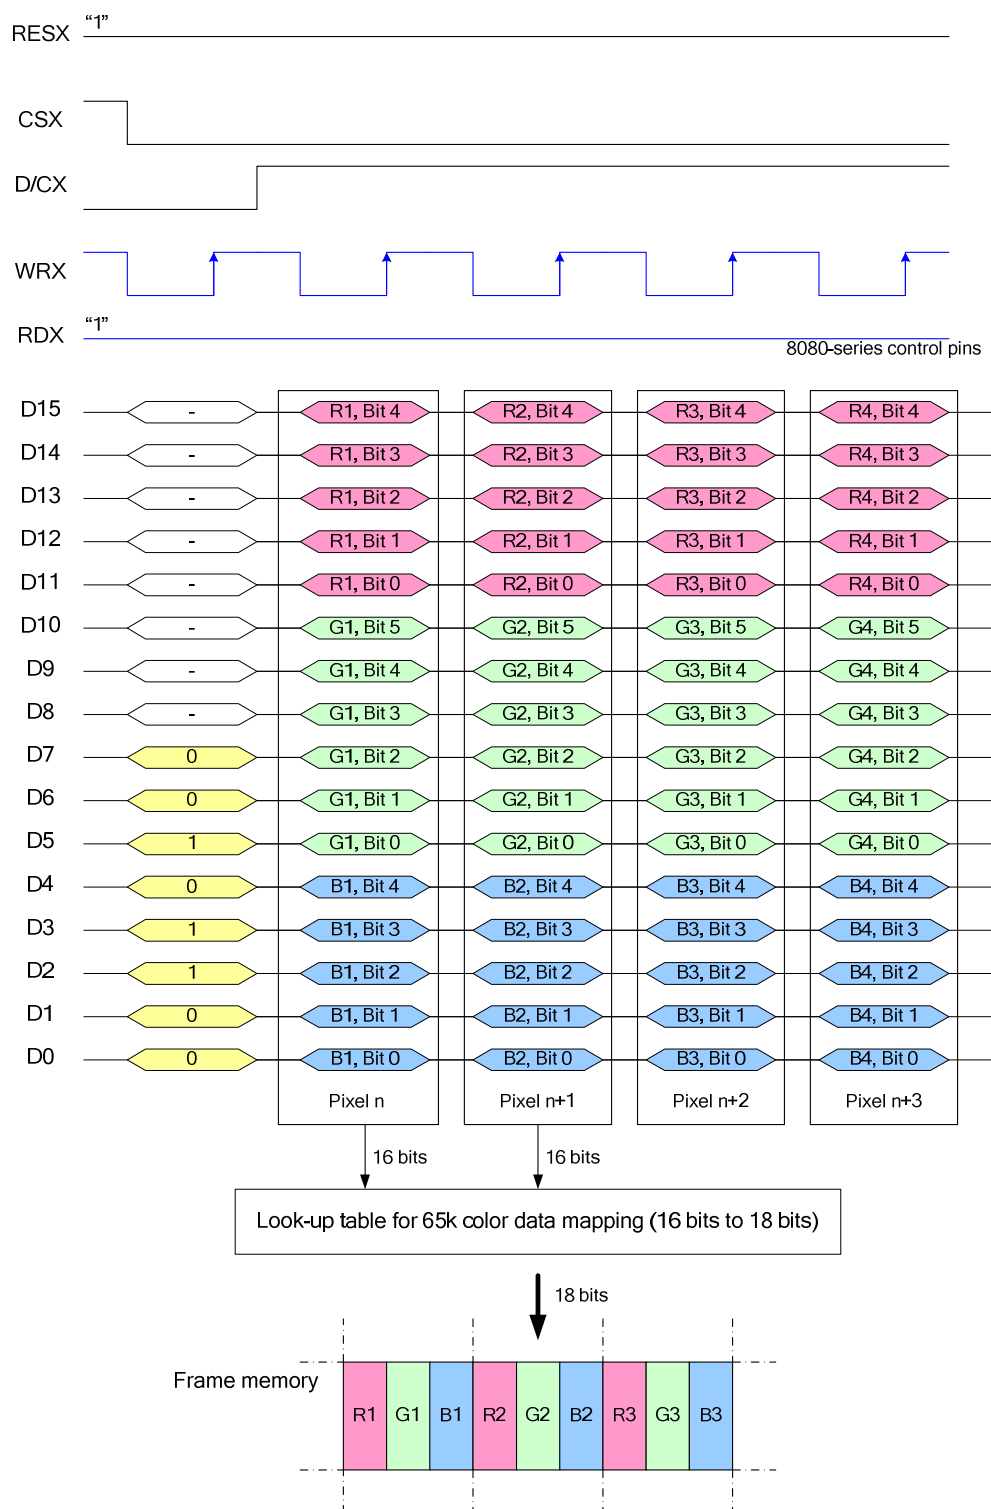 RESX “1”
CSX
D/CX
WRX
RDX “1”
8080-series control pins
D15 - R1, Bit 4 R2, Bit 4 R3, Bit 4 R4, Bit 4
D14 - R1, Bit 3 R2, Bit 3 R3, Bit 3 R4, Bit 3
D13 - R1, Bit 2 R2, Bit 2 R3, Bit 2 R4, Bit 2
D12 - R1, Bit 1 R2, Bit 1 R3, Bit 1 R4, Bit 1
D11 - R1, Bit 0 R2, Bit 0 R3, Bit 0 R4, Bit 0
D10 - G1, Bit 5 G2, Bit 5 G3, Bit 5 G4, Bit 5
D9 - G1, Bit 4 G2, Bit 4 G3, Bit 4 G4, Bit 4
D8 - G1, Bit 3 G2, Bit 3 G3, Bit 3 G4, Bit 3
D7 0 G1, Bit 2 G2, Bit 2 G3, Bit 2 G4, Bit 2
D6 0 G1, Bit 1 G2, Bit 1 G3, Bit 1 G4, Bit 1
D5 1 G1, Bit 0 G2, Bit 0 G3, Bit 0 G4, Bit 0
D4 0 B1, Bit 4 B2, Bit 4 B3, Bit 4 B4, Bit 4
D3 1 B1, Bit 3 B2, Bit 3 B3, Bit 3 B4, Bit 3
D2 1 B1, Bit 2 B2, Bit 2 B3, Bit 2 B4, Bit 2
D1 0 B1, Bit 1 B2, Bit 1 B3, Bit 1 B4, Bit 1
D0 0 B1, Bit 0 B2, Bit 0 B3, Bit 0 B4, Bit 0
Pixel n Pixel n+1 Pixel n+2 Pixel n+3
16 bits 16 bits
Look-up table for 65k color data mapping (16 bits to 18 bits)
18 bits
Frame memory
R1 G1 B1 R2 G2 B2 R3 G3 B3